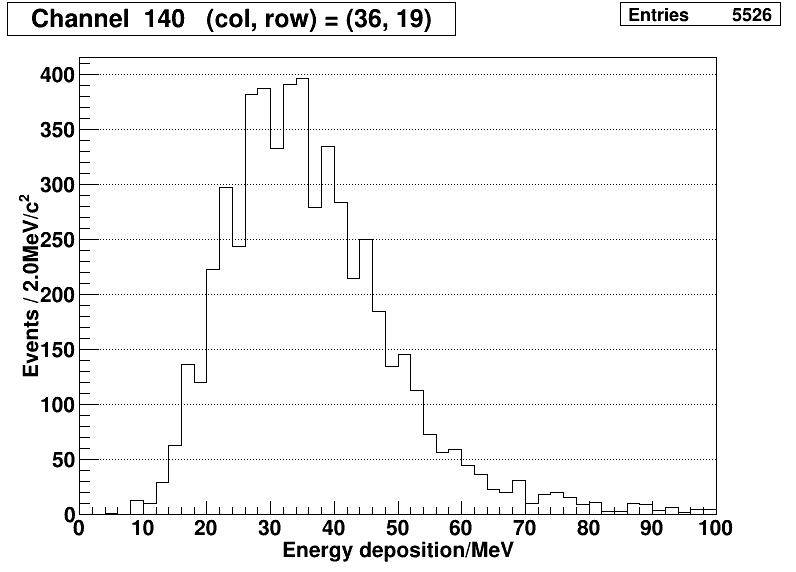 Channel 140 (col, row) = (36, 19)
Entries 5526
400
350
300
250
200
150
100
50
0
Events / 2.0MeV/c²
0 10 20 30 40 50 60 70 80 90 100
Energy deposition/MeV